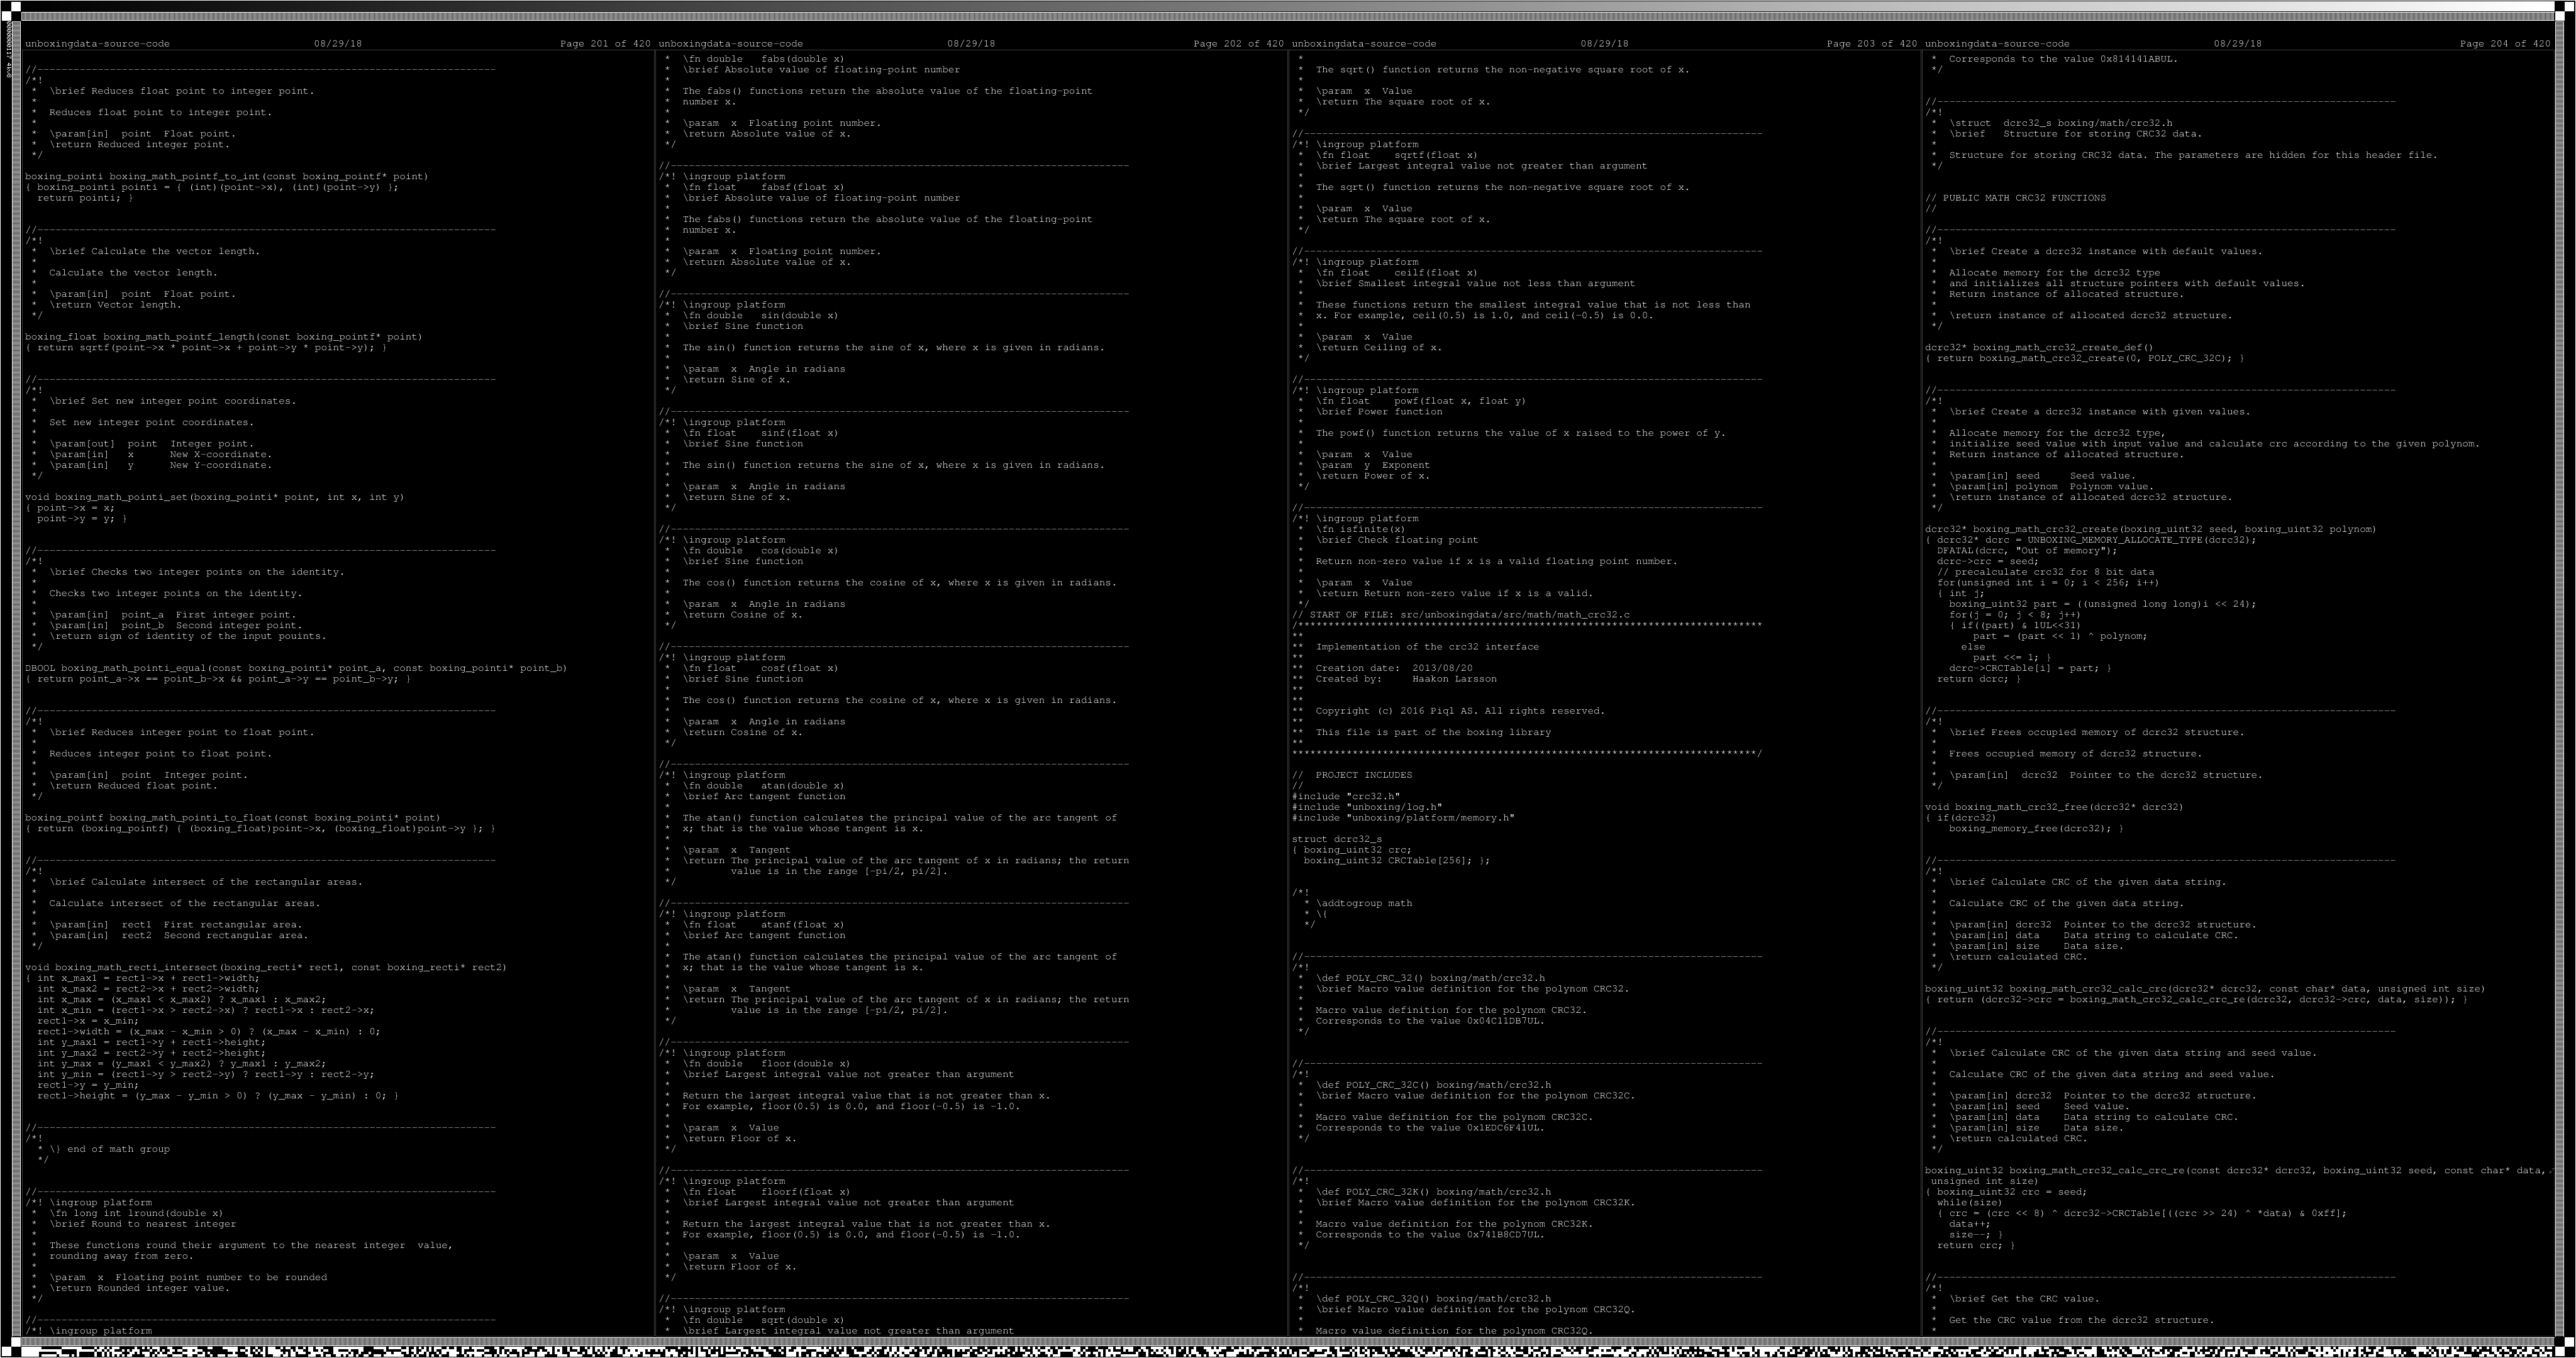 unboxingdata-source-code                        08/29/18                                 Page 201 of 420
//----------------------------------------------------------------------------
/*!
 *  \brief Reduces float point to integer point.
 *
 *  Reduces float point to integer point.
 *
 *  \param[in]  point  Float point.
 *  \return Reduced integer point.
 */
boxing_pointi boxing_math_pointf_to_int(const boxing_pointf* point)
{ boxing_pointi pointi = { (int)(point->x), (int)(point->y) };
  return pointi; }
//----------------------------------------------------------------------------
/*!
 *  \brief Calculate the vector length.
 *
 *  Calculate the vector length.
 *
 *  \param[in]  point  Float point.
 *  \return Vector length.
 */
boxing_float boxing_math_pointf_length(const boxing_pointf* point)
{ return sqrtf(point->x * point->x + point->y * point->y); }
//----------------------------------------------------------------------------
/*!
 *  \brief Set new integer point coordinates.
 *
 *  Set new integer point coordinates.
 *
 *  \param[out]  point  Integer point.
 *  \param[in]   x      New X-coordinate.
 *  \param[in]   y      New Y-coordinate.
 */
void boxing_math_pointi_set(boxing_pointi* point, int x, int y)
{ point->x = x;
  point->y = y; }
//----------------------------------------------------------------------------
/*!
 *  \brief Checks two integer points on the identity.
 *
 *  Checks two integer points on the identity.
 *
 *  \param[in]  point_a  First integer point.
 *  \param[in]  point_b  Second integer point.
 *  \return sign of identity of the input pouints.
 */
DBOOL boxing_math_pointi_equal(const boxing_pointi* point_a, const boxing_pointi* point_b)
{ return point_a->x == point_b->x && point_a->y == point_b->y; }
//----------------------------------------------------------------------------
/*!
 *  \brief Reduces integer point to float point.
 *
 *  Reduces integer point to float point.
 *
 *  \param[in]  point  Integer point.
 *  \return Reduced float point.
 */
boxing_pointf boxing_math_pointi_to_float(const boxing_pointi* point)
{ return (boxing_pointf) { (boxing_float)point->x, (boxing_float)point->y }; }
//----------------------------------------------------------------------------
/*!
 *  \brief Calculate intersect of the rectangular areas.
 *
 *  Calculate intersect of the rectangular areas.
 *
 *  \param[in]  rect1  First rectangular area.
 *  \param[in]  rect2  Second rectangular area.
 */
void boxing_math_recti_intersect(boxing_recti* rect1, const boxing_recti* rect2)
{ int x_max1 = rect1->x + rect1->width;
  int x_max2 = rect2->x + rect2->width;
  int x_max = (x_max1 < x_max2) ? x_max1 : x_max2;
  int x_min = (rect1->x > rect2->x) ? rect1->x : rect2->x;
  rect1->x = x_min;
  rect1->width = (x_max - x_min > 0) ? (x_max - x_min) : 0;
  int y_max1 = rect1->y + rect1->height;
  int y_max2 = rect2->y + rect2->height;
  int y_max = (y_max1 < y_max2) ? y_max1 : y_max2;
  int y_min = (rect1->y > rect2->y) ? rect1->y : rect2->y;
  rect1->y = y_min;
  rect1->height = (y_max - y_min > 0) ? (y_max - y_min) : 0; }
//----------------------------------------------------------------------------
/*!
  * \} end of math group
  */
//----------------------------------------------------------------------------
/*! \ingroup platform
 *  \fn long int lround(double x)
 *  \brief Round to nearest integer
 *
 *  These functions round their argument to the nearest integer  value,
 *  rounding away from zero.
 *
 *  \param  x  Floating point number to be rounded
 *  \return Rounded integer value.
 */
//----------------------------------------------------------------------------
/*! \ingroup platform
unboxingdata-source-code                        08/29/18                                 Page 202 of 420
 *  \fn double   fabs(double x)
 *  \brief Absolute value of floating-point number
 *
 *  The fabs() functions return the absolute value of the floating-point
 *  number x.
 *
 *  \param  x  Floating point number.
 *  \return Absolute value of x.
 */
//----------------------------------------------------------------------------
/*! \ingroup platform
 *  \fn float    fabsf(float x)
 *  \brief Absolute value of floating-point number
 *
 *  The fabs() functions return the absolute value of the floating-point
 *  number x.
 *
 *  \param  x  Floating point number.
 *  \return Absolute value of x.
 */
//----------------------------------------------------------------------------
/*! \ingroup platform
 *  \fn double   sin(double x)
 *  \brief Sine function
 *
 *  The sin() function returns the sine of x, where x is given in radians.
 *
 *  \param  x  Angle in radians
 *  \return Sine of x.
 */
//----------------------------------------------------------------------------
/*! \ingroup platform
 *  \fn float    sinf(float x)
 *  \brief Sine function
 *
 *  The sin() function returns the sine of x, where x is given in radians.
 *
 *  \param  x  Angle in radians
 *  \return Sine of x.
 */
//----------------------------------------------------------------------------
/*! \ingroup platform
 *  \fn double   cos(double x)
 *  \brief Sine function
 *
 *  The cos() function returns the cosine of x, where x is given in radians.
 *
 *  \param  x  Angle in radians
 *  \return Cosine of x.
 */
//----------------------------------------------------------------------------
/*! \ingroup platform
 *  \fn float    cosf(float x)
 *  \brief Sine function
 *
 *  The cos() function returns the cosine of x, where x is given in radians.
 *
 *  \param  x  Angle in radians
 *  \return Cosine of x.
 */
//----------------------------------------------------------------------------
/*! \ingroup platform
 *  \fn double   atan(double x)
 *  \brief Arc tangent function
 *
 *  The atan() function calculates the principal value of the arc tangent of
 *  x; that is the value whose tangent is x.
 *
 *  \param  x  Tangent
 *  \return The principal value of the arc tangent of x in radians; the return
 *          value is in the range [-pi/2, pi/2].
 */
//----------------------------------------------------------------------------
/*! \ingroup platform
 *  \fn float    atanf(float x)
 *  \brief Arc tangent function
 *
 *  The atan() function calculates the principal value of the arc tangent of
 *  x; that is the value whose tangent is x.
 *
 *  \param  x  Tangent
 *  \return The principal value of the arc tangent of x in radians; the return
 *          value is in the range [-pi/2, pi/2].
 */
//----------------------------------------------------------------------------
/*! \ingroup platform
 *  \fn double   floor(double x)
 *  \brief Largest integral value not greater than argument
 *
 *  Return the largest integral value that is not greater than x.
 *  For example, floor(0.5) is 0.0, and floor(-0.5) is -1.0.
 *
 *  \param  x  Value
 *  \return Floor of x.
 */
//----------------------------------------------------------------------------
/*! \ingroup platform
 *  \fn float    floorf(float x)
 *  \brief Largest integral value not greater than argument
 *
 *  Return the largest integral value that is not greater than x.
 *  For example, floor(0.5) is 0.0, and floor(-0.5) is -1.0.
 *
 *  \param  x  Value
 *  \return Floor of x.
 */
//----------------------------------------------------------------------------
/*! \ingroup platform
 *  \fn double   sqrt(double x)
 *  \brief Largest integral value not greater than argument
unboxingdata-source-code                        08/29/18                                 Page 203 of 420
 *
 *  The sqrt() function returns the non-negative square root of x.
 *
 *  \param  x  Value
 *  \return The square root of x.
 */
//----------------------------------------------------------------------------
/*! \ingroup platform
 *  \fn float    sqrtf(float x)
 *  \brief Largest integral value not greater than argument
 *
 *  The sqrt() function returns the non-negative square root of x.
 *
 *  \param  x  Value
 *  \return The square root of x.
 */
//----------------------------------------------------------------------------
/*! \ingroup platform
 *  \fn float    ceilf(float x)
 *  \brief Smallest integral value not less than argument
 *
 *  These functions return the smallest integral value that is not less than
 *  x. For example, ceil(0.5) is 1.0, and ceil(-0.5) is 0.0.
 *
 *  \param  x  Value
 *  \return Ceiling of x.
 */
//----------------------------------------------------------------------------
/*! \ingroup platform
 *  \fn float    powf(float x, float y)
 *  \brief Power function
 *
 *  The powf() function returns the value of x raised to the power of y.
 *
 *  \param  x  Value
 *  \param  y  Exponent
 *  \return Power of x.
 */
//----------------------------------------------------------------------------
/*! \ingroup platform
 *  \fn isfinite(x)
 *  \brief Check floating point
 *
 *  Return non-zero value if x is a valid floating point number.
 *
 *  \param  x  Value
 *  \return Return non-zero value if x is a valid.
 */
// START OF FILE: src/unboxingdata/src/math/math_crc32.c
/*****************************************************************************
**
**  Implementation of the crc32 interface
**
**  Creation date:  2013/08/20
**  Created by:     Haakon Larsson
**
**
**  Copyright (c) 2016 Piql AS. All rights reserved.
**
**  This file is part of the boxing library
**
*****************************************************************************/
//  PROJECT INCLUDES
//
#include "crc32.h"
#include "unboxing/log.h"
#include "unboxing/platform/memory.h"
struct dcrc32_s
{ boxing_uint32 crc;
  boxing_uint32 CRCTable[256]; };
/*!
  * \addtogroup math
  * \{
  */
//----------------------------------------------------------------------------
/*!
 *  \def POLY_CRC_32() boxing/math/crc32.h
 *  \brief Macro value definition for the polynom CRC32.
 *
 *  Macro value definition for the polynom CRC32.
 *  Corresponds to the value 0x04C11DB7UL.
 */
//----------------------------------------------------------------------------
/*!
 *  \def POLY_CRC_32C() boxing/math/crc32.h
 *  \brief Macro value definition for the polynom CRC32C.
 *
 *  Macro value definition for the polynom CRC32C.
 *  Corresponds to the value 0x1EDC6F41UL.
 */
//----------------------------------------------------------------------------
/*!
 *  \def POLY_CRC_32K() boxing/math/crc32.h
 *  \brief Macro value definition for the polynom CRC32K.
 *
 *  Macro value definition for the polynom CRC32K.
 *  Corresponds to the value 0x741B8CD7UL.
 */
//----------------------------------------------------------------------------
/*!
 *  \def POLY_CRC_32Q() boxing/math/crc32.h
 *  \brief Macro value definition for the polynom CRC32Q.
 *
 *  Macro value definition for the polynom CRC32Q.
unboxingdata-source-code                        08/29/18                                 Page 204 of 420
 *  Corresponds to the value 0x814141ABUL.
 */
//----------------------------------------------------------------------------
/*!
 *  \struct  dcrc32_s boxing/math/crc32.h
 *  \brief   Structure for storing CRC32 data.
 *
 *  Structure for storing CRC32 data. The parameters are hidden for this header file.
 */
// PUBLIC MATH CRC32 FUNCTIONS
//
//----------------------------------------------------------------------------
/*!
 *  \brief Create a dcrc32 instance with default values.
 *
 *  Allocate memory for the dcrc32 type
 *  and initializes all structure pointers with default values.
 *  Return instance of allocated structure.
 *
 *  \return instance of allocated dcrc32 structure.
 */
dcrc32* boxing_math_crc32_create_def()
{ return boxing_math_crc32_create(0, POLY_CRC_32C); }
//----------------------------------------------------------------------------
/*!
 *  \brief Create a dcrc32 instance with given values.
 *
 *  Allocate memory for the dcrc32 type,
 *  initialize seed value with input value and calculate crc according to the given polynom.
 *  Return instance of allocated structure.
 *
 *  \param[in] seed     Seed value.
 *  \param[in] polynom  Polynom value.
 *  \return instance of allocated dcrc32 structure.
 */
dcrc32* boxing_math_crc32_create(boxing_uint32 seed, boxing_uint32 polynom)
{ dcrc32* dcrc = UNBOXING_MEMORY_ALLOCATE_TYPE(dcrc32);
  DFATAL(dcrc, "Out of memory");
  dcrc->crc = seed;
  // precalculate crc32 for 8 bit data
  for(unsigned int i = 0; i < 256; i++)
  { int j;
    boxing_uint32 part = ((unsigned long long)i << 24);
    for(j = 0; j < 8; j++)
    { if((part) & 1UL<<31)
        part = (part << 1) ^ polynom;
      else
        part <<= 1; }
    dcrc->CRCTable[i] = part; }
  return dcrc; }
//----------------------------------------------------------------------------
/*!
 *  \brief Frees occupied memory of dcrc32 structure.
 *
 *  Frees occupied memory of dcrc32 structure.
 *
 *  \param[in]  dcrc32  Pointer to the dcrc32 structure.
 */
void boxing_math_crc32_free(dcrc32* dcrc32)
{ if(dcrc32)
    boxing_memory_free(dcrc32); }
//----------------------------------------------------------------------------
/*!
 *  \brief Calculate CRC of the given data string.
 *
 *  Calculate CRC of the given data string.
 *
 *  \param[in] dcrc32  Pointer to the dcrc32 structure.
 *  \param[in] data    Data string to calculate CRC.
 *  \param[in] size    Data size.
 *  \return calculated CRC.
 */
boxing_uint32 boxing_math_crc32_calc_crc(dcrc32* dcrc32, const char* data, unsigned int size)
{ return (dcrc32->crc = boxing_math_crc32_calc_crc_re(dcrc32, dcrc32->crc, data, size)); }
//----------------------------------------------------------------------------
/*!
 *  \brief Calculate CRC of the given data string and seed value.
 *
 *  Calculate CRC of the given data string and seed value.
 *
 *  \param[in] dcrc32  Pointer to the dcrc32 structure.
 *  \param[in] seed    Seed value.
 *  \param[in] data    Data string to calculate CRC.
 *  \param[in] size    Data size.
 *  \return calculated CRC.
 */
boxing_uint32 boxing_math_crc32_calc_crc_re(const dcrc32* dcrc32, boxing_uint32 seed, const char* data,
 unsigned int size)
{ boxing_uint32 crc = seed;
  while(size)
  { crc = (crc << 8) ^ dcrc32->CRCTable[((crc >> 24) ^ *data) & 0xff];
    data++;
    size--; }
  return crc; }
//----------------------------------------------------------------------------
/*!
 *  \brief Get the CRC value.
 *
 *  Get the CRC value from the dcrc32 structure.
 *